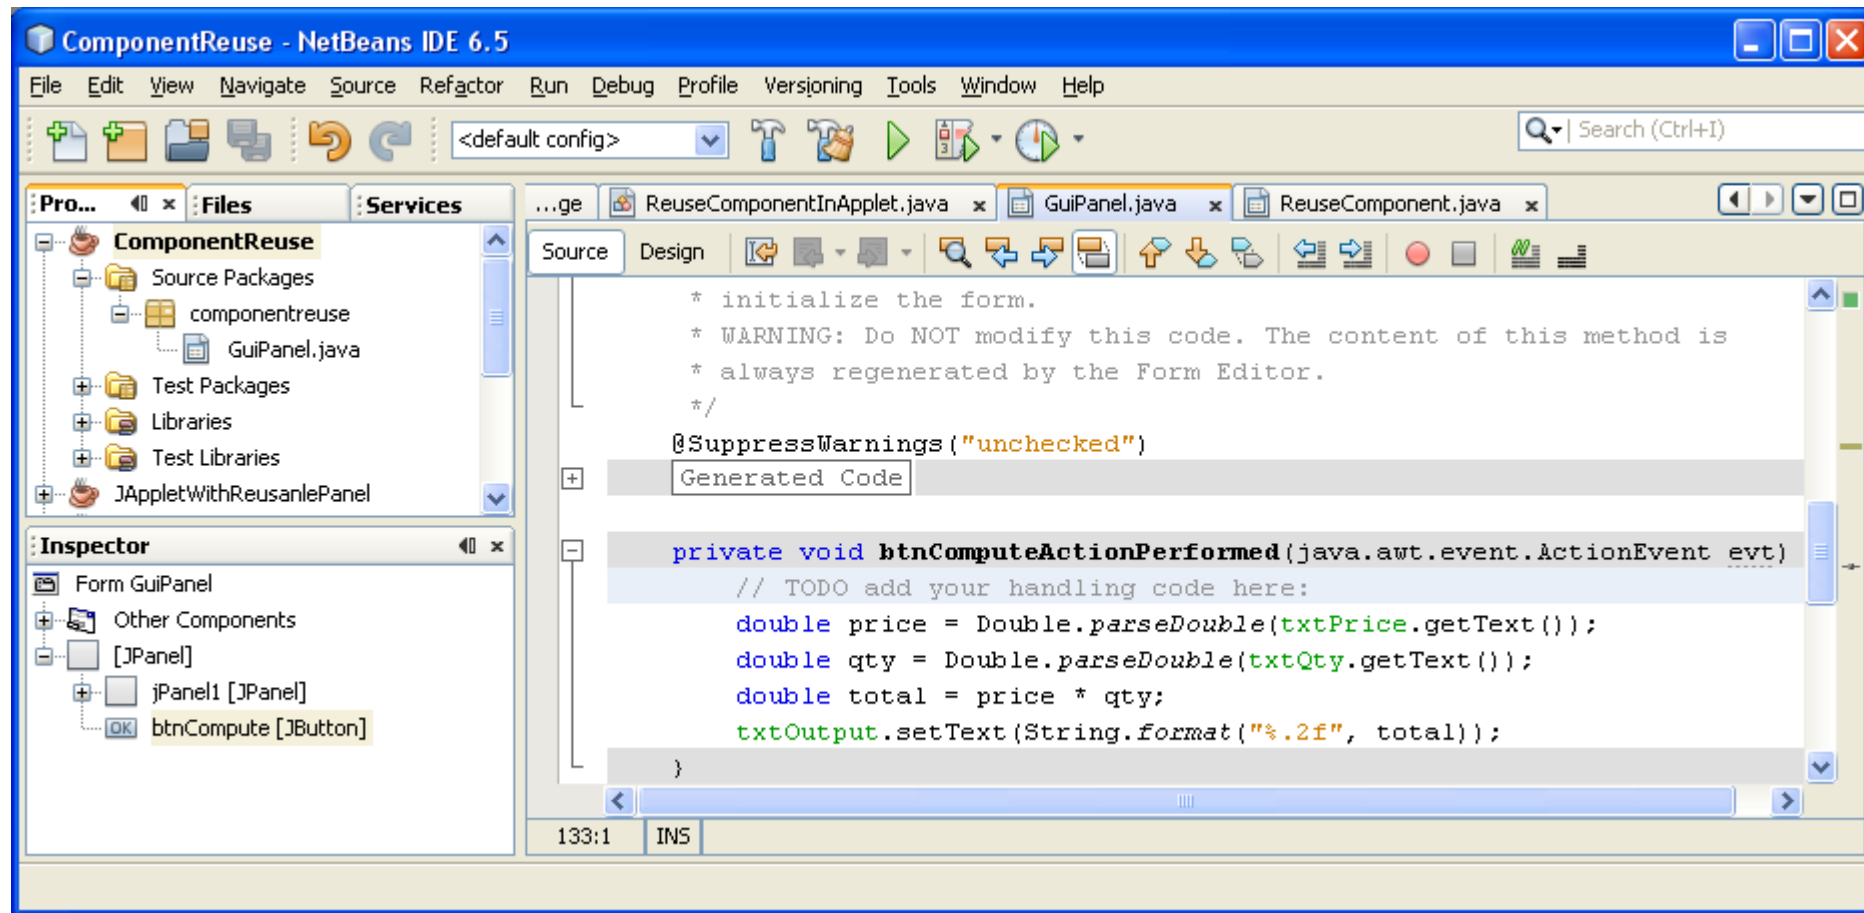 ComponentReuse - NetBeans IDE 6.5
File Edit View Navigate Source Refactor Run Debug Profile Versioning Tools Window Help
<default config>
Search (Ctrl+I)
Pro... Files Services
ComponentReuse
Source Packages
componentreuse
GuiPanel.java
Test Packages
Libraries
Test Libraries
JAppletWithReusanlePanel
Inspector
Form GuiPanel
Other Components
[JPanel]
jPanel1 [JPanel]
OK btnCompute [JButton]
...ge ReuseComponentInApplet.java GuiPanel.java ReuseComponent.java
Source Design
* initialize the form.
* WARNING: Do NOT modify this code. The content of this method is
* always regenerated by the Form Editor.
*/
@SuppressWarnings("unchecked")
Generated Code
private void btnComputeActionPerformed(java.awt.event.ActionEvent evt)
// TODO add your handling code here:
double price = Double.parseDouble(txtPrice.getText());
double qty = Double.parseDouble(txtQty.getText());
double total = price * qty;
txtOutput.setText(String.format("%.2f", total));
}
133:1 INS